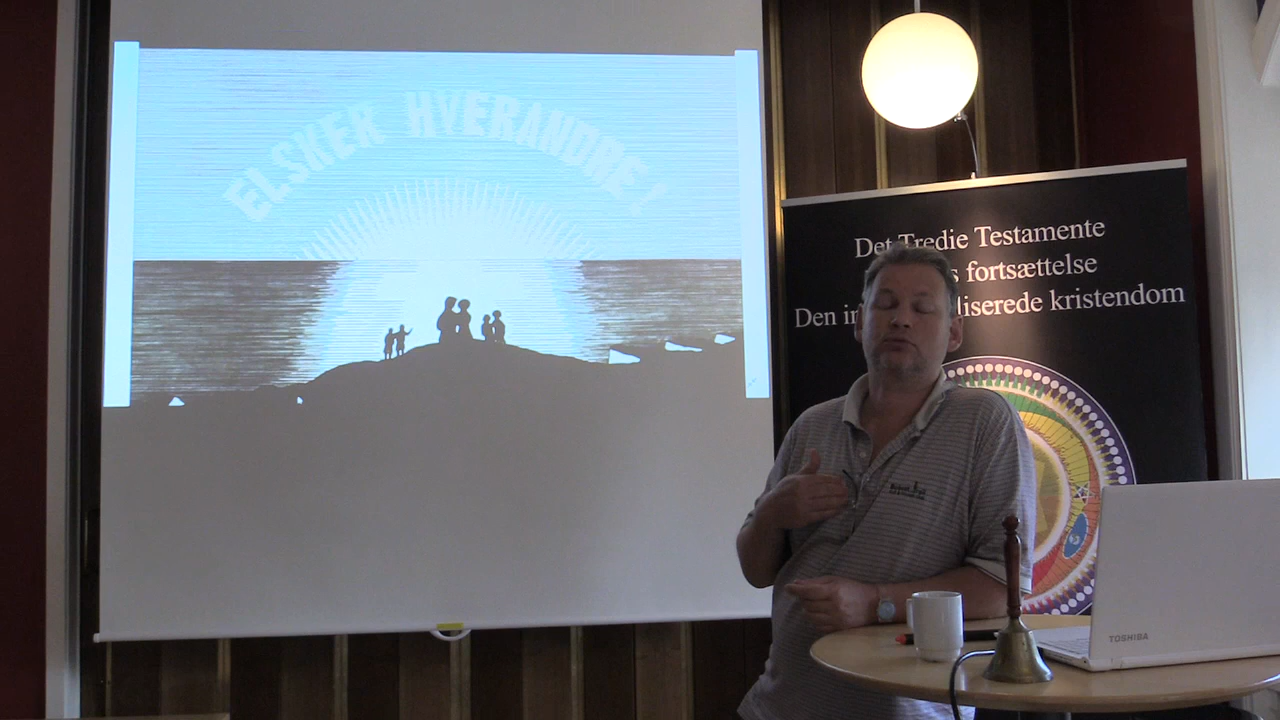 ELSKER HVERANDRE!
Det Tredie Testamente
s fortsættelse
Den in liserede kristendom
TOSHIBA